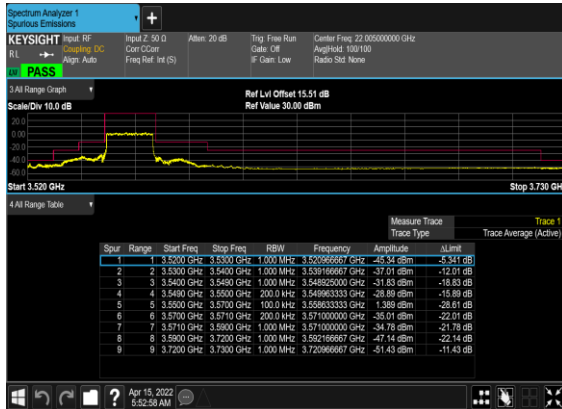 Spectrum Analyzer 1
Spurious Emissions
+
KEYSIGHT Input: RF Input Z: 50 Ω Atten: 20 dB Trig: Free Run Center Freq: 22.005000000 GHz
RL Coupling: DC Corr CCorr Gate: Off Avg|Hold: 100/100
Align: Auto Freq Ref: Int (S) IF Gain: Low Radio Std: None
PASS
3 All Range Graph
Ref Lvl Offset 15.51 dB
Scale/Div 10.0 dB Ref Value 30.00 dBm
20.0
0.00
-20.0
-40.0
-60.0
Start 3.520 GHz Stop 3.730 GH
4 All Range Table
Measure Trace Trace 1
Trace Type Trace Average (Active)
Spur Range Start Freq Stop Freq RBW Frequency Amplitude ΔLimit
1 1 3.5200 GHz 3.5300 GHz 1.000 MHz 3.520966667 GHz -45.34 dBm -5.341 dB
2 2 3.5300 GHz 3.5400 GHz 1.000 MHz 3.539166667 GHz -37.01 dBm -12.01 dB
3 3 3.5400 GHz 3.5490 GHz 1.000 MHz 3.548925000 GHz -31.83 dBm -18.83 dB
4 4 3.5490 GHz 3.5500 GHz 200.0 kHz 3.549963333 GHz -28.89 dBm -15.89 dB
5 5 3.5500 GHz 3.5700 GHz 100.0 kHz 3.558633333 GHz 1.389 dBm -28.61 dB
6 6 3.5700 GHz 3.5710 GHz 200.0 kHz 3.571000000 GHz -35.01 dBm -22.01 dB
7 7 3.5710 GHz 3.5900 GHz 1.000 MHz 3.571000000 GHz -34.78 dBm -21.78 dB
8 8 3.5900 GHz 3.7200 GHz 1.000 MHz 3.592166667 GHz -47.14 dBm -22.14 dB
9 9 3.7200 GHz 3.7300 GHz 1.000 MHz 3.720966667 GHz -51.43 dBm -11.43 dB
? Apr 15, 2022
5:52:58 AM